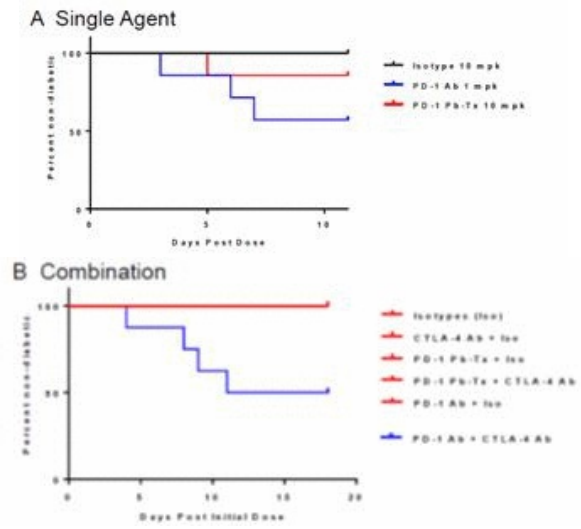 A Single Agent
100
50
0
Percent non-diabetic
0 5 10
Days Post Dose
Isotype 10 mpk
PD-1 Ab 1 mpk
PD-1 Pb-Tx 10 mpk
B Combination
100
50
0
Percent non-diabetic
0 5 10 15 20
Days Post Initial Dose
Isotypes (Iso)
CTLA-4 Ab + Iso
PD-1 Pb-Tx + Iso
PD-1 Pb-Tx + CTLA-4 Ab
PD-1 Ab + Iso
PD-1 Ab + CTLA-4 Ab